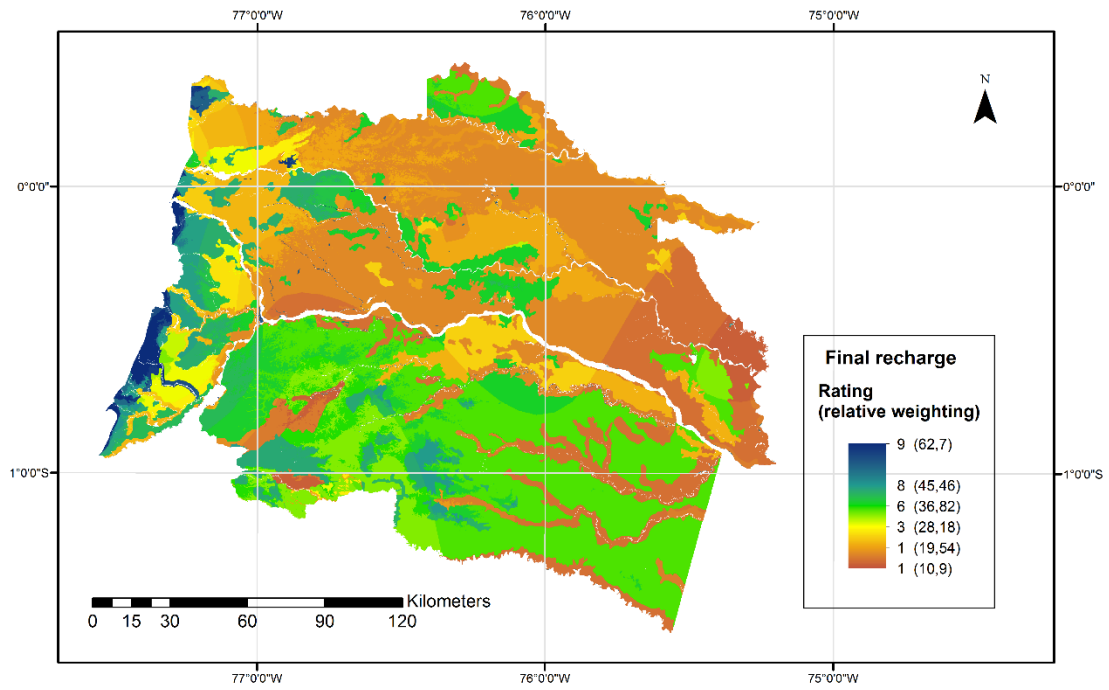 77°0'0"W 76°0'0"W 75°0'0"W
N
0°0'0" 0°0'0"
Final recharge
Rating
(relative weighting)
9 (62,7)
8 (45,46)
6 (36,82)
3 (28,18)
1 (19,54)
1 (10,9)
1°0'0"S 1°0'0"S
Kilometers
0 15 30 60 90 120
77°0'0"W 76°0'0"W 75°0'0"W